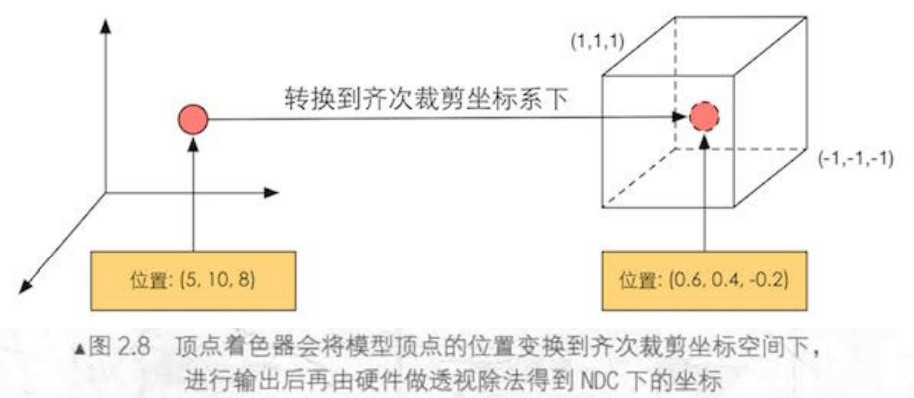 (1,1,1)
转换到齐次裁剪坐标系下
(-1,-1,-1)
位置: (5, 10, 8)
位置: (0.6, 0.4, -0.2)
▲图 2.8 顶点着色器会将模型顶点的位置变换到齐次裁剪坐标空间下，
进行输出后再由硬件做透视除法得到 NDC 下的坐标